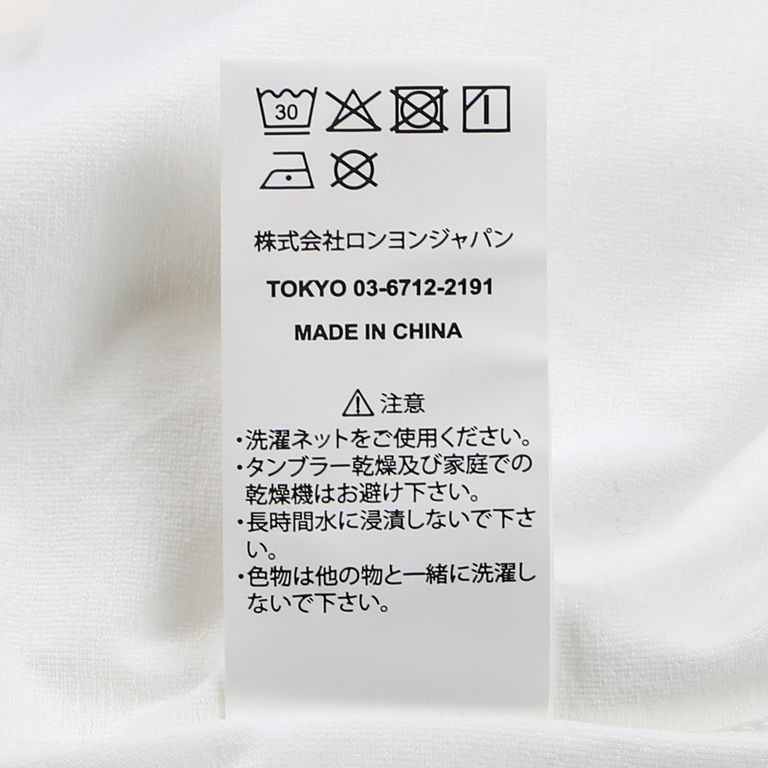 30
株式会社ロンヨンジャパン
TOKYO 03-6712-2191
MADE IN CHINA
注意
・洗濯ネットをご使用ください。
・タンブラー乾燥及び家庭での
乾燥機はお避け下さい。
・長時間水に浸漬しないで下さ
い。
・色物は他の物と一緒に洗濯し
ないで下さい。